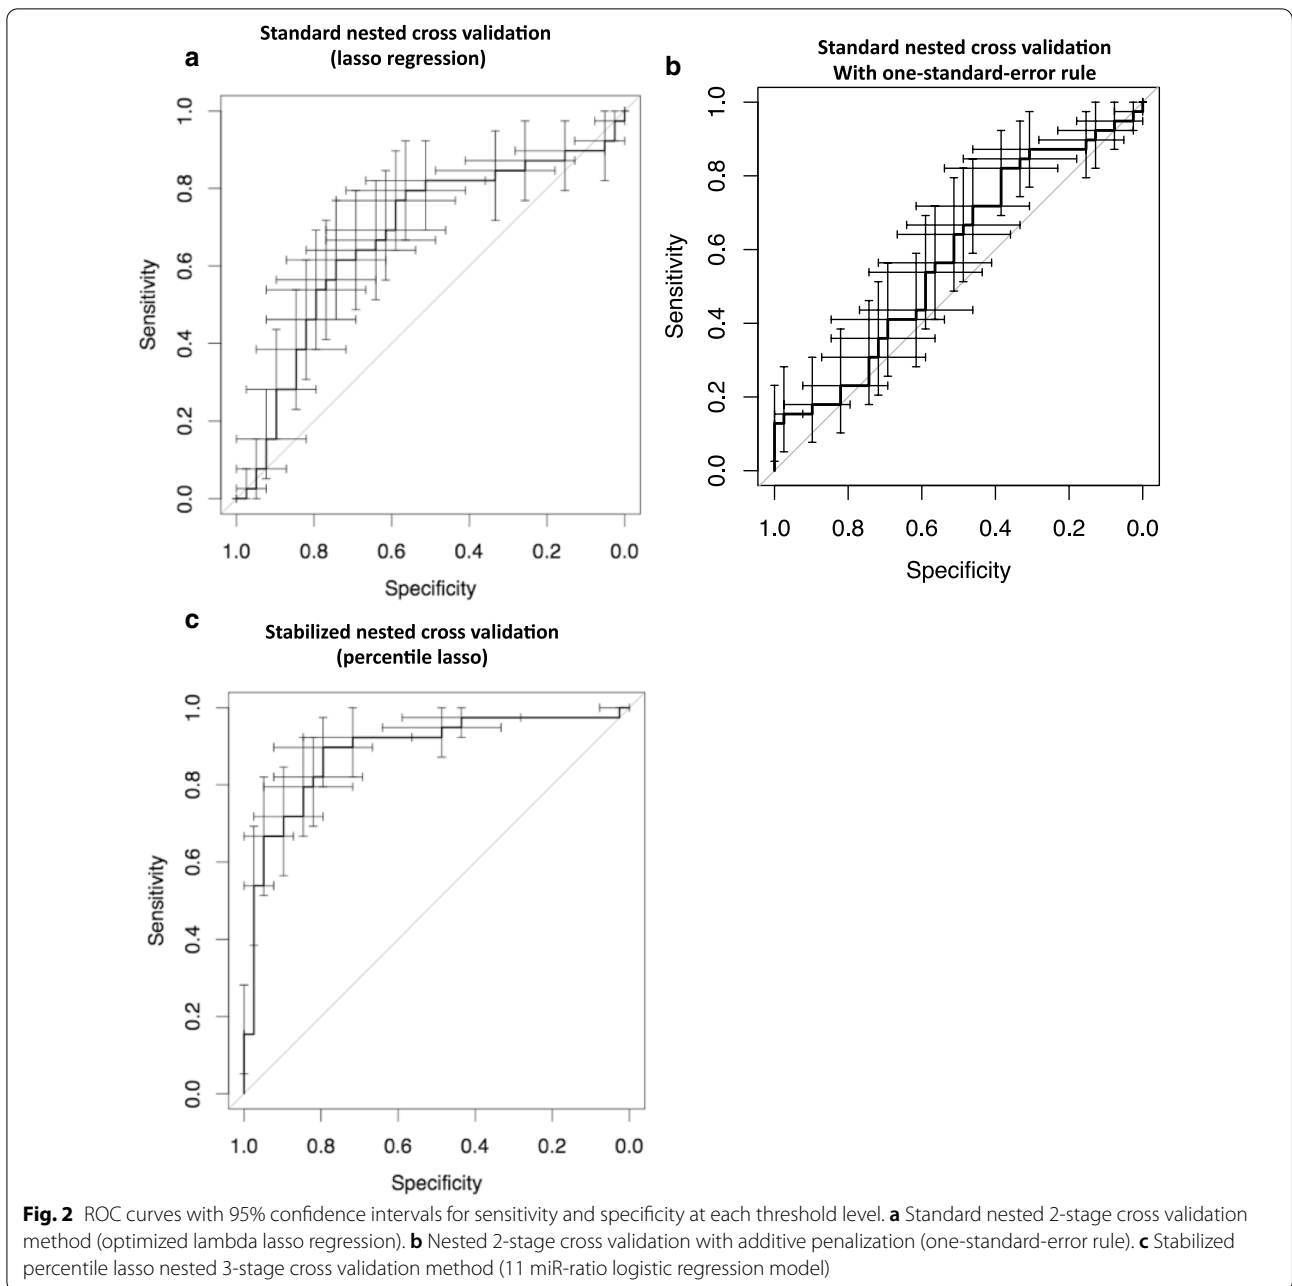 a
Standard nested cross validation
(lasso regression)
1.0
0.8
0.6
0.4
0.2
0.0
Sensitivity
1.0 0.8 0.6 0.4 0.2 0.0
Specificity
b
Standard nested cross validation
With one-standard-error rule
1.0
0.8
0.6
0.4
0.2
0.0
Sensitivity
1.0 0.8 0.6 0.4 0.2 0.0
Specificity
c
Stabilized nested cross validation
(percentile lasso)
1.0
0.8
0.6
0.4
0.2
0.0
Sensitivity
1.0 0.8 0.6 0.4 0.2 0.0
Specificity
Fig. 2 ROC curves with 95% confidence intervals for sensitivity and specificity at each threshold level. a Standard nested 2-stage cross validation
method (optimized lambda lasso regression). b Nested 2-stage cross validation with additive penalization (one-standard-error rule). c Stabilized
percentile lasso nested 3-stage cross validation method (11 miR-ratio logistic regression model)